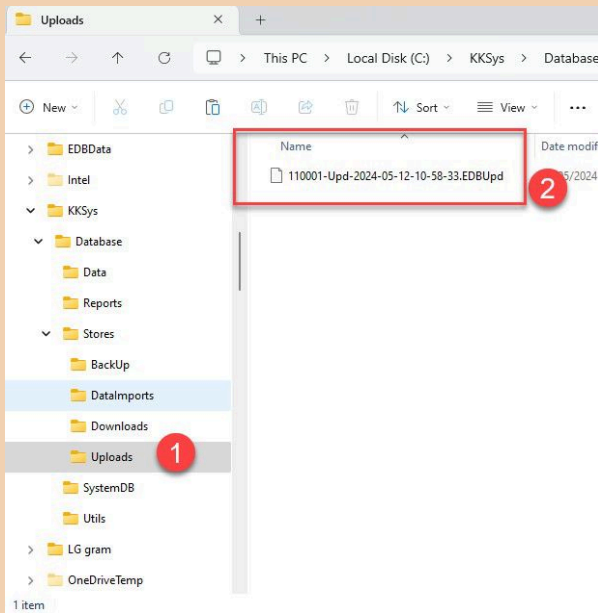 Uploads
This PC > Local Disk (C:) > KKSys > Database
New
Sort
View
EDBData
Intel
KKSys
Database
Data
Reports
Stores
BackUp
DataImports
Downloads
Uploads
1
SystemDB
Utils
LG gram
OneDriveTemp
Name
Date modif
110001-Upd-2024-05-12-10-58-33.EDBUpd
5/2024
2
1 item